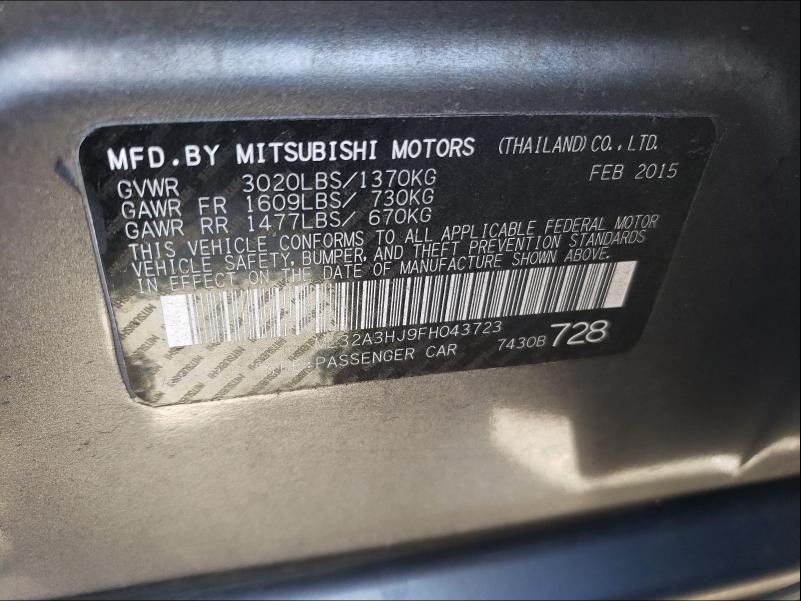 MFD.BY MITSUBISHI MOTORS (THAILAND)CO.,LTD.
GVWR 3020LBS/1370KG FEB 2015
GAWR FR 1609LBS/ 730KG
GAWR RR 1477LBS/ 670KG
THIS VEHICLE CONFORMS TO ALL APPLICABLE FEDERAL MOTOR
VEHICLE SAFETY, BUMPER, AND THEFT PREVENTION STANDARDS
IN EFFECT ON THE DATE OF MANUFACTURE SHOWN ABOVE.
32A3HJ9FH043723
PASSENGER CAR 7430B 728